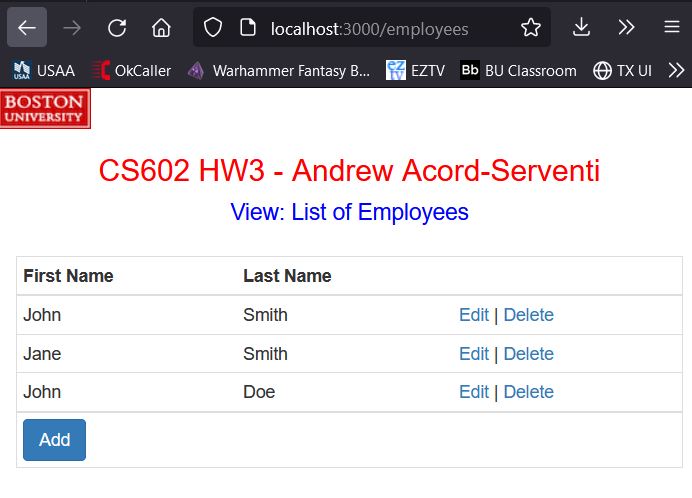 localhost:3000/employees
USAA USAA OkCaller Warhammer Fantasy B... EZTV Bb BU Classroom TX UI
BOSTON
UNIVERSITY
CS602 HW3 - Andrew Acord-Serventi
View: List of Employees
First Name Last Name
John Smith Edit | Delete
Jane Smith Edit | Delete
John Doe Edit | Delete
Add